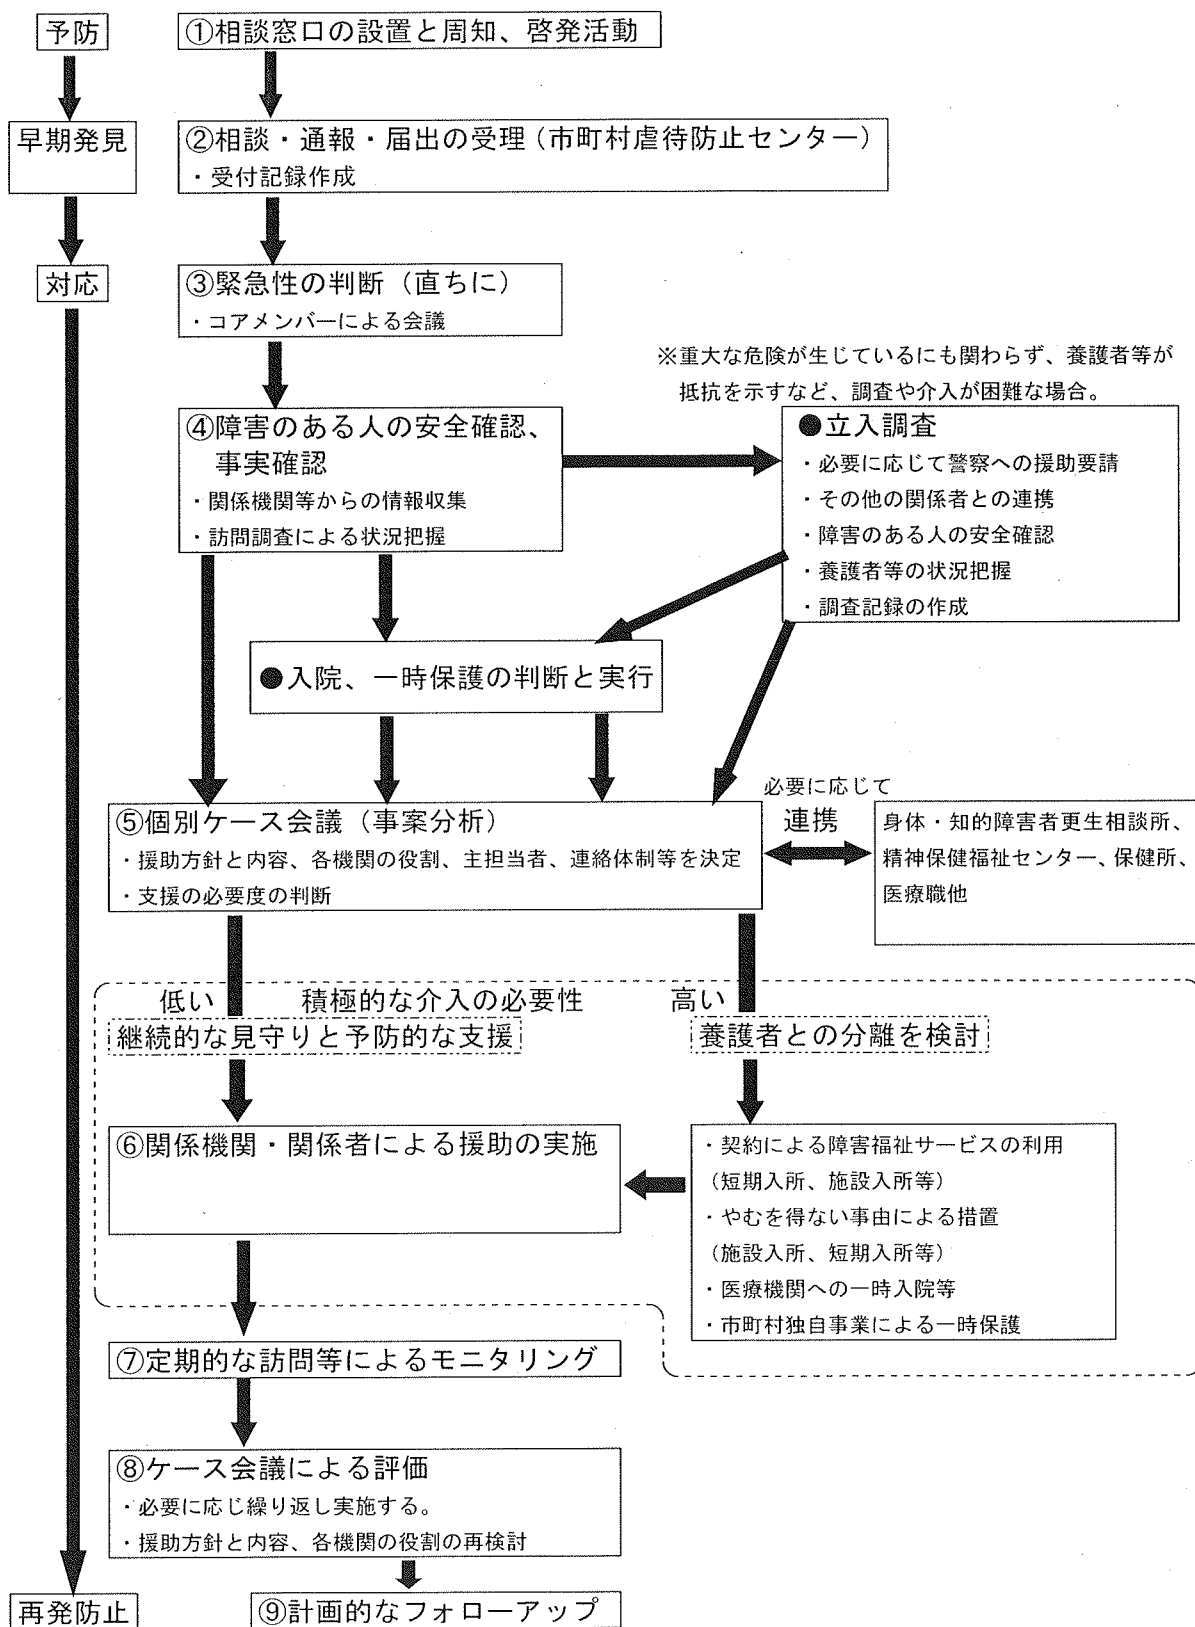 予防
①相談窓口の設置と周知、啓発活動
早期発見
②相談・通報・届出の受理(市町村虐待防止センター)
・受付記録作成
対応
③緊急性の判断(直ちに)
・コアメンバーによる会議
※重大な危険が生じているにも関わらず、養護者等が
抵抗を示すなど、調査や介入が困難な場合。
④障害のある人の安全確認、
事実確認
・関係機関等からの情報収集
・訪問調査による状況把握
●立入調査
・必要に応じて警察への援助要請
・その他の関係者との連携
・障害のある人の安全確認
・養護者等の状況把握
・調査記録の作成
●入院、一時保護の判断と実行
⑤個別ケース会議(事案分析)
・援助方針と内容、各機関の役割、主担当者、連絡体制等を決定
・支援の必要度の判断
必要に応じて
連携
身体・知的障害者更生相談所、
精神保健福祉センター、保健所、
医療職他
低い 積極的な介入の必要性 高い
継続的な見守りと予防的な支援
養護者との分離を検討
⑥関係機関・関係者による援助の実施
・契約による障害福祉サービスの利用
(短期入所、施設入所等)
・やむを得ない事由による措置
(施設入所、短期入所等)
・医療機関への一時入院等
・市町村独自事業による一時保護
⑦定期的な訪問等によるモニタリング
⑧ケース会議による評価
・必要に応じ繰り返し実施する。
・援助方針と内容、各機関の役割の再検討
再発防止
⑨計画的なフォローアップ